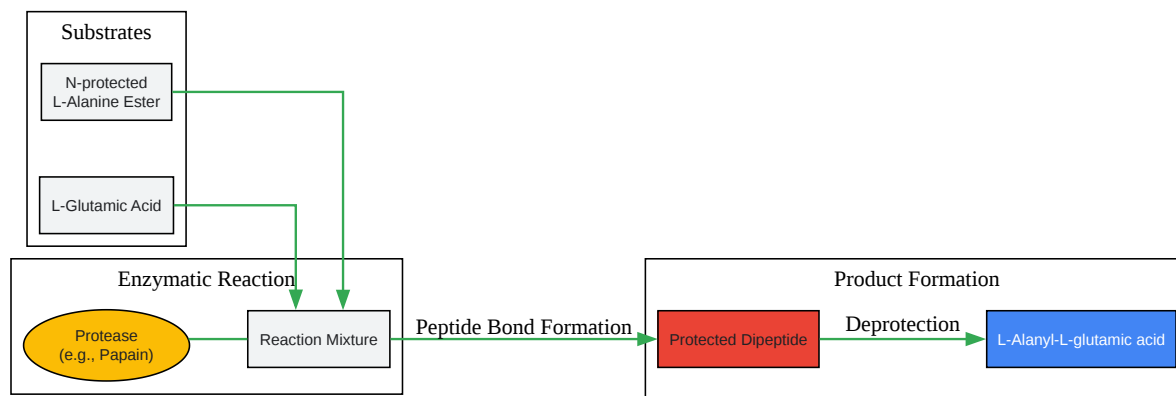 Substrates
N-protected
L-Alanine Ester
L-Glutamic Acid
Enzymatic Reaction
Protease
(e.g., Papain)
Reaction Mixture
Peptide Bond Formation
Product Formation
Protected Dipeptide
Deprotection
L-Alanyl-L-glutamic acid